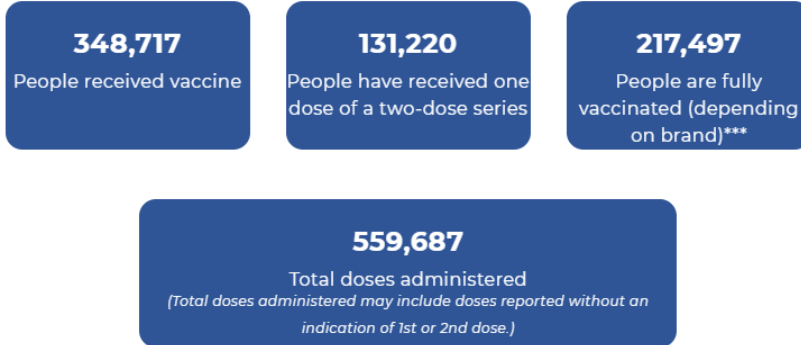 348,717
People received vaccine
131,220
People have received one
dose of a two-dose series
217,497
People are fully
vaccinated (depending
on brand)***
559,687
Total doses administered
(Total doses administered may include doses reported without an
indication of 1st or 2nd dose.)